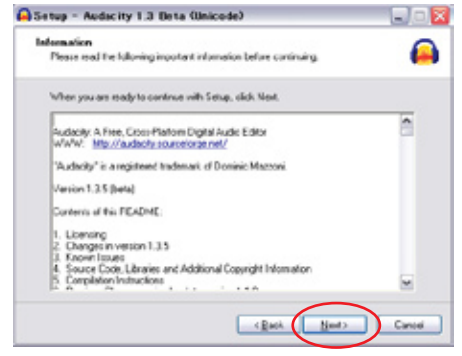 Setup - Audacity 1.3 Beta (Unicode)
Information
Please read the following important information before continuing.
When you are ready to continue with Setup, click Next.
Audacity: A Free, Cross-Platform Digital Audio Editor
WWW: http://audacity.sourceforge.net/
"Audacity" is a registered trademark of Dominic Mazzoni.
Version 1.3.5 (beta)
Contents of this README:
1. Licensing
2. Changes in version 1.3.5
3. Known Issues
4. Source Code, Libraries and Additional Copyright Information
5. Compilation Instructions
< Back Next > Cancel